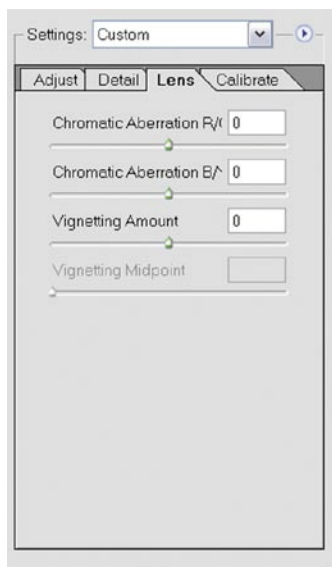 Settings: Custom
Adjust Detail Lens Calibrate
Chromatic Aberration R/ 0
Chromatic Aberration B/ 0
Vignetting Amount 0
Vignetting Midpoint